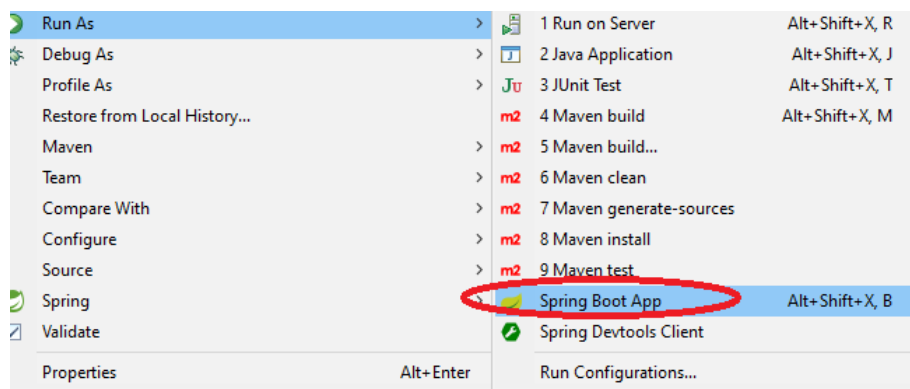 Run As >
Debug As >
Profile As >
Restore from Local History...
Maven >
Team >
Compare With >
Configure >
Source >
Spring >
Validate
Properties Alt+Enter
1 Run on Server Alt+Shift+X, R
J 2 Java Application Alt+Shift+X, J
JU 3 JUnit Test Alt+Shift+X, T
m2 4 Maven build Alt+Shift+X, M
m2 5 Maven build...
m2 6 Maven clean
m2 7 Maven generate-sources
m2 8 Maven install
m2 9 Maven test
Spring Boot App Alt+Shift+X, B
Spring Devtools Client
Run Configurations...